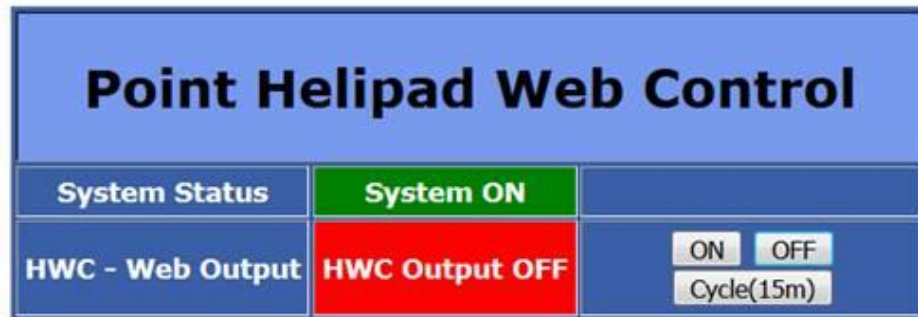 Point Helipad Web Control
System Status System ON
HWC - Web Output HWC Output OFF ON OFF
Cycle(15m)